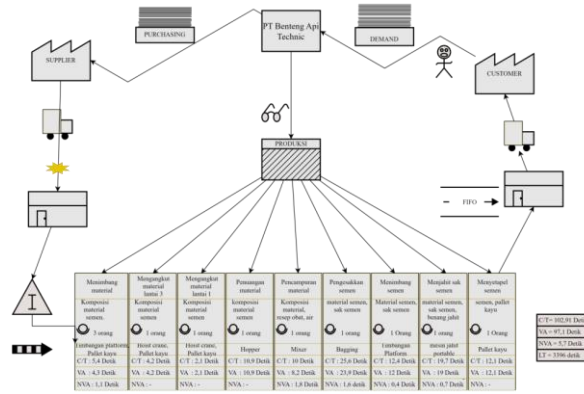 PURCHASING
PT Benteng Api
Technic
DEMAND
SUPPLIER
CUSTOMER
PRODUKSI
FIFO
I
Menimbang material
Komposisi material semen.
3 orang
Timbangan platform, Pallet kayu
C/T : 5,4 Detik
VA : 4,3 Detik
NVA : 1,1 Detik
Mengangkut material lantai 3
Komposisi material semen
1 orang
Hoist crane, Pallet kayu
C/T : 4,2 Detik
VA : 4,2 Detik
NVA : -
Mengangkut material lantai 1
Komposisi material semen
1 orang
Hoist crane, Pallet kayu
C/T : 2,1 Detik
VA : 2,1 Detik
NVA : -
Penuangan material
komposisi material semen
1 orang
Hopper
C/T : 10,9 Detik
VA : 10,9 Detik
NVA : -
Pencampuran material
Komposisi material, resep obat, air
1 orang
Mixer
C/T : 10 Detik
VA : 8,2 Detik
NVA : 1,8 Detik
Pengesakkan semen
material semen, sak semen
1 orang
Bagging
C/T : 25,6 Detik
VA : 23,9 Detik
NVA : 1,6 detik
Menimbang semen
Material semen, sak semen
1 Orang
Timbangan Platform
C/T : 12,4 Detik
VA : 12 Detik
NVA : 0,4 Detik
Menjahit sak semen
material semen, sak semen, benang jahit
1 orang
mesin jahit portable
C/T : 19,7 Detik
VA : 19 Detik
NVA : 0,7 Detik
Menyetapel semen
semen, pallet kayu
1 Orang
Pallet kayu
C/T : 12,1 Detik
VA : 12,1 Detik
NVA : -
C/T= 102,91 Detik
VA = 97,1 Detik
NVA = 5,7 Detik
LT = 3396 detik